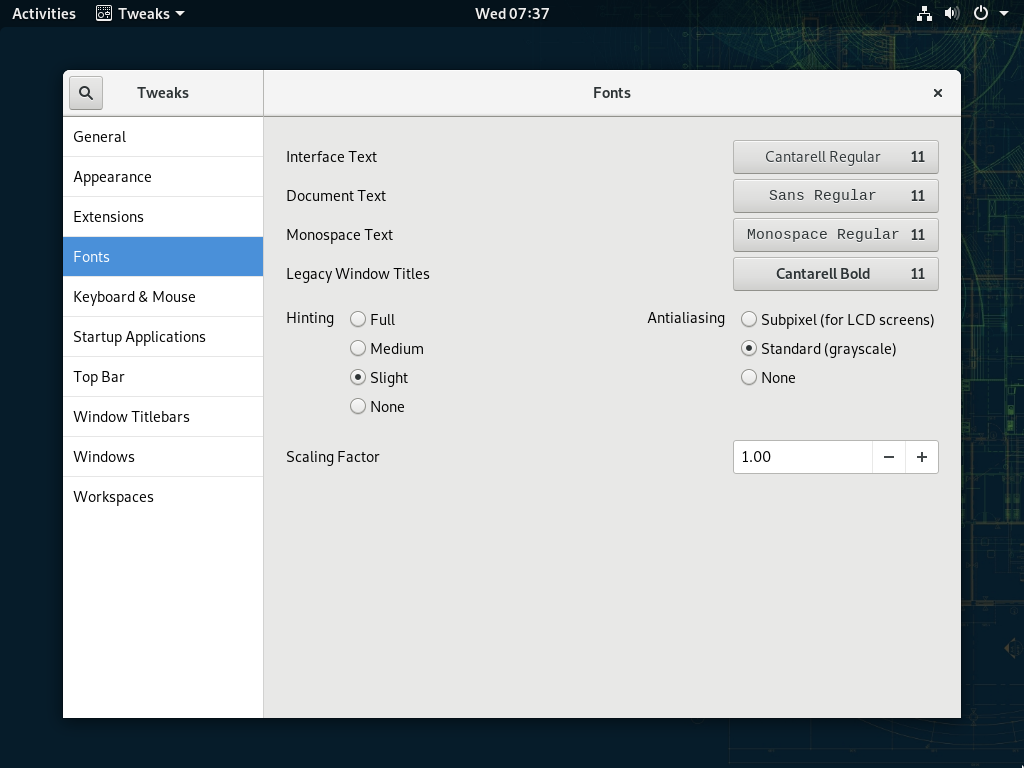 Activities Tweaks Wed 07:37
Tweaks Fonts
General
Appearance
Extensions
Fonts
Keyboard & Mouse
Startup Applications
Top Bar
Window Titlebars
Windows
Workspaces
Interface Text Cantarell Regular 11
Document Text Sans Regular 11
Monospace Text Monospace Regular 11
Legacy Window Titles Cantarell Bold 11
Hinting
Full
Medium
Slight
None
Antialiasing
Subpixel (for LCD screens)
Standard (grayscale)
None
Scaling Factor 1.00